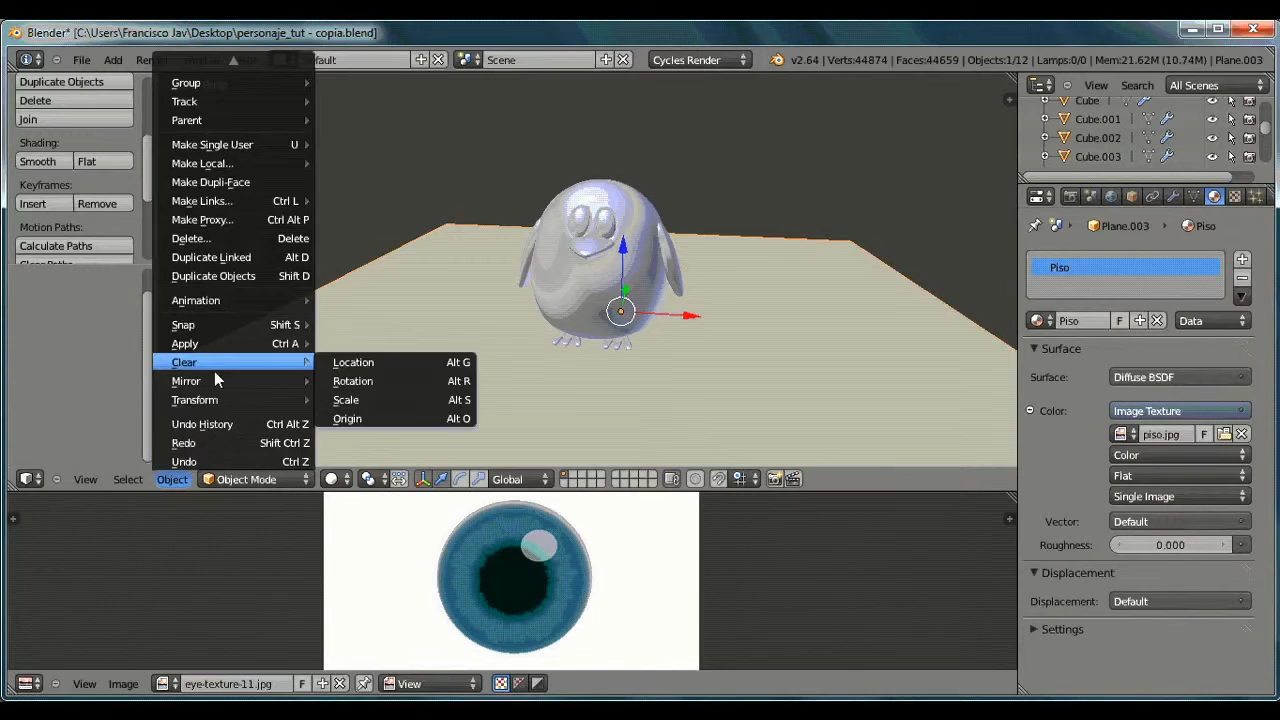 Blender* [C:\Users\Francisco Jav\Desktop\personaje_tut - copia.blend]
File Add Re fault Scene Cycles Render v2.64 | Verts:44874 | Faces:44659 | Objects:1/12 | Lamps:0/0 | Mem:21.62M (10.74M) | Plane.003
Duplicate Objects
Delete
Join
Shading:
Smooth Flat
Keyframes:
Insert Remove
Motion Paths:
Calculate Paths
Group
Track
Parent
Make Single User U
Make Local...
Make Dupli-Face
Make Links... Ctrl L
Make Proxy... Ctrl Alt P
Delete... Delete
Duplicate Linked Alt D
Duplicate Objects Shift D
Animation
Snap Shift S
Apply Ctrl A
Clear
Mirror
Transform
Undo History Ctrl Alt Z
Redo Shift Ctrl Z
Undo Ctrl Z
Location Alt G
Rotation Alt R
Scale Alt S
Origin Alt O
View Select Object Object Mode Global
View Image eye-texture-11.jpg F View
View Search All Scenes
Cube
Cube.001
Cube.002
Cube.003
Plane.003 Piso
Piso
Piso F Data
Surface
Surface: Diffuse BSDF
Color: Image Texture
piso.jpg F
Color
Flat
Single Image
Vector: Default
Roughness: 0.000
Displacement
Displacement: Default
Settings